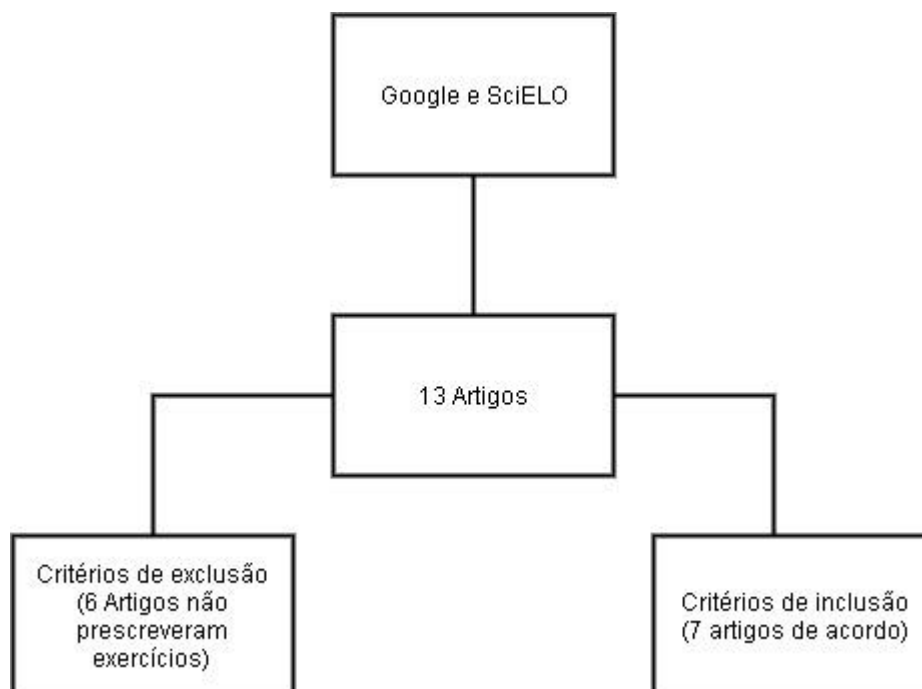 Google e SciELO
13 Artigos
Critérios de exclusão
(6 Artigos não
prescreveram
exercícios)
Critérios de inclusão
(7 artigos de acordo)